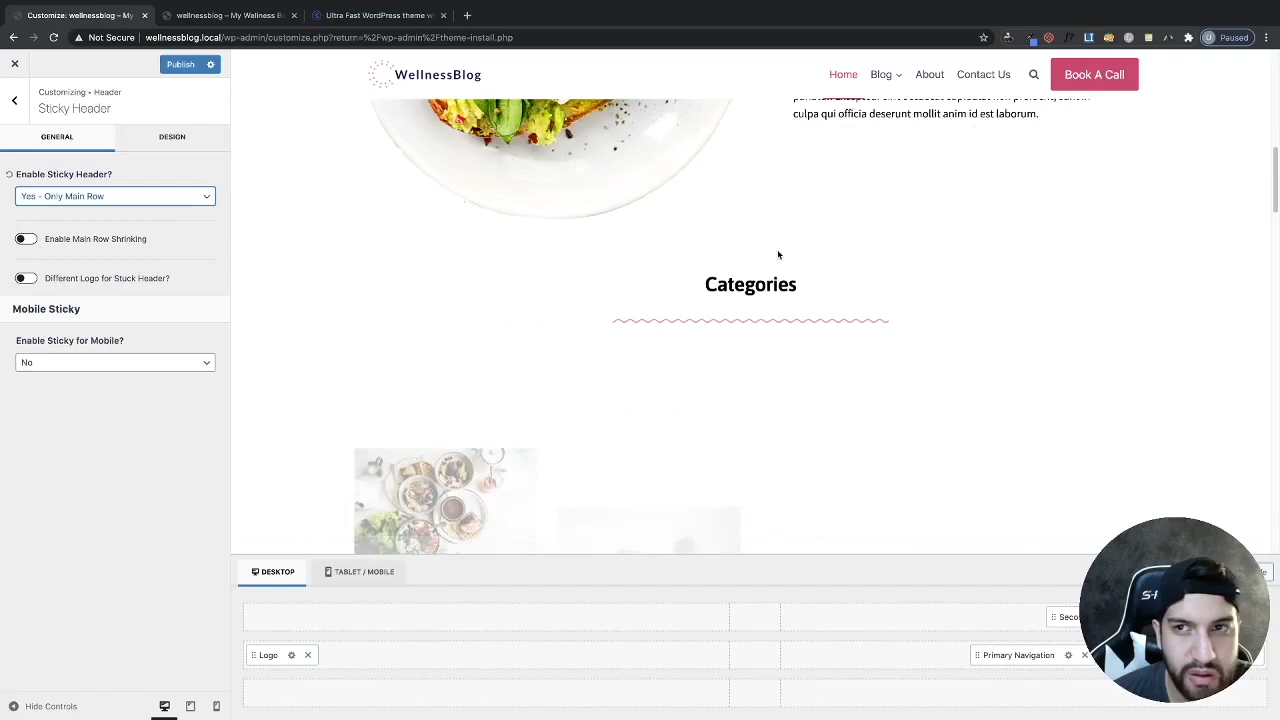 Customize: wellnessblog – My
wellnessblog – My Wellness B
Ultra Fast WordPress theme w
Not Secure
wellnessblog.local/wp-admin/customize.php?return=%2Fwp-admin%2Ftheme-install.php
Paused
Publish
WellnessBlog
Home
Blog
About
Contact Us
Book A Call
Customizing ▸ Header
Sticky Header
GENERAL
DESIGN
culpa qui officia deserunt mollit anim id est laborum.
Enable Sticky Header?
Yes - Only Main Row
Enable Main Row Shrinking
Different Logo for Stuck Header?
Mobile Sticky
Enable Sticky for Mobile?
No
Categories
DESKTOP
TABLET / MOBILE
Logo
Primary Navigation
Hide Controls